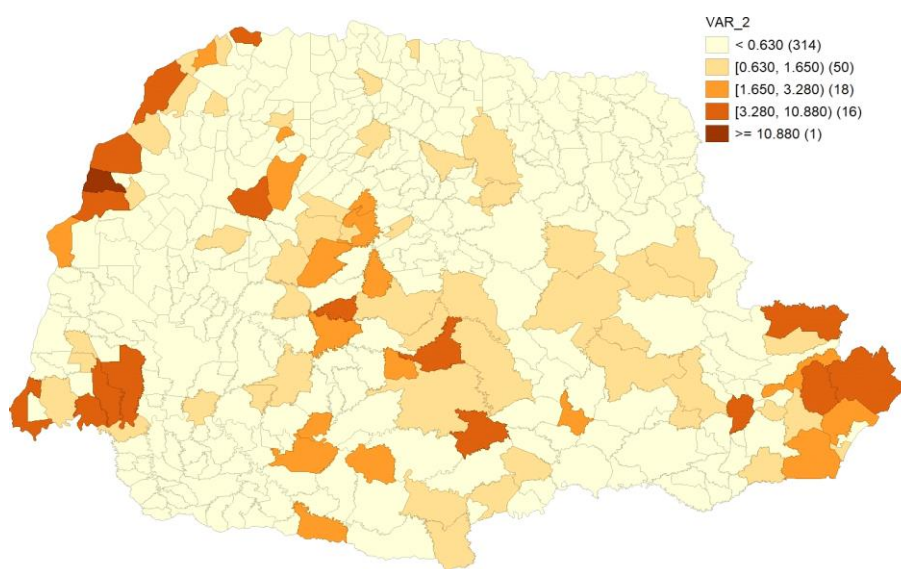 VAR_2
< 0.630 (314)
[0.630, 1.650) (50)
[1.650, 3.280) (18)
[3.280, 10.880) (16)
>= 10.880 (1)